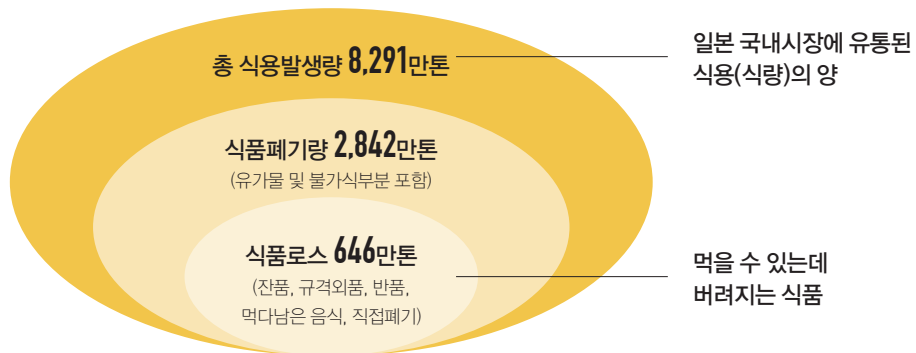 총 식용발생량 8,291만톤
일본 국내시장에 유통된
식용(식량)의 양
식품폐기량 2,842만톤
(유가물 및 불가식부분 포함)
식품로스 646만톤
(잔품, 규격외품, 반품,
먹다남은 음식, 직접폐기)
먹을 수 있는데
버려지는 식품